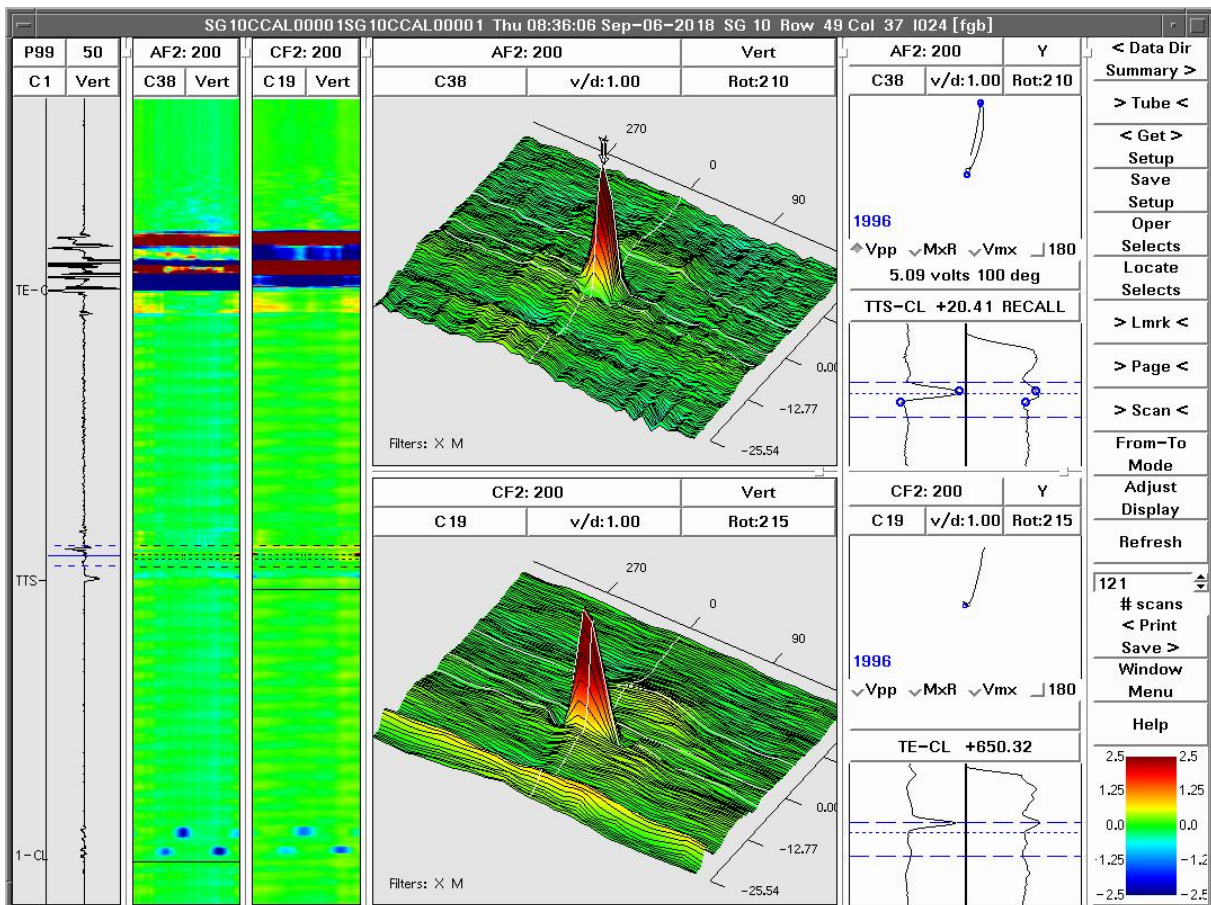 SG10CCAL00001SG10CCAL00001 Thu 08:36:06 Sep-06-2018 SG 10 Row 49 Col 37 I024 [fgb]
P99 50
C1 Vert
TE-C
TTS
1-CL
AF2: 200
C38 Vert
CF2: 200
C19 Vert
AF2: 200 Vert
C38 v/d:1.00 Rot:210
270
0
90
0.00
-12.77
-25.54
Filters: X M
CF2: 200 Vert
C19 v/d:1.00 Rot:215
270
0
90
0.00
-12.77
-25.54
Filters: X M
AF2: 200 Y
C38 v/d:1.00 Rot:210
1996
Vpp MxR Vmx 180
5.09 volts 100 deg
TTS-CL +20.41 RECALL
CF2: 200 Y
C19 v/d:1.00 Rot:215
1996
Vpp MxR Vmx 180
TE-CL +650.32
< Data Dir
Summary >
> Tube <
< Get >
Setup
Save
Setup
Oper
Selects
Locate
Selects
> Lmrk <
> Page <
> Scan <
From-To
Mode
Adjust
Display
Refresh
121
# scans
< Print
Save >
Window
Menu
Help
2.5 2.5
1.25 1.25
0.0 0.0
-1.25 -1.2
-2.5 -2.5